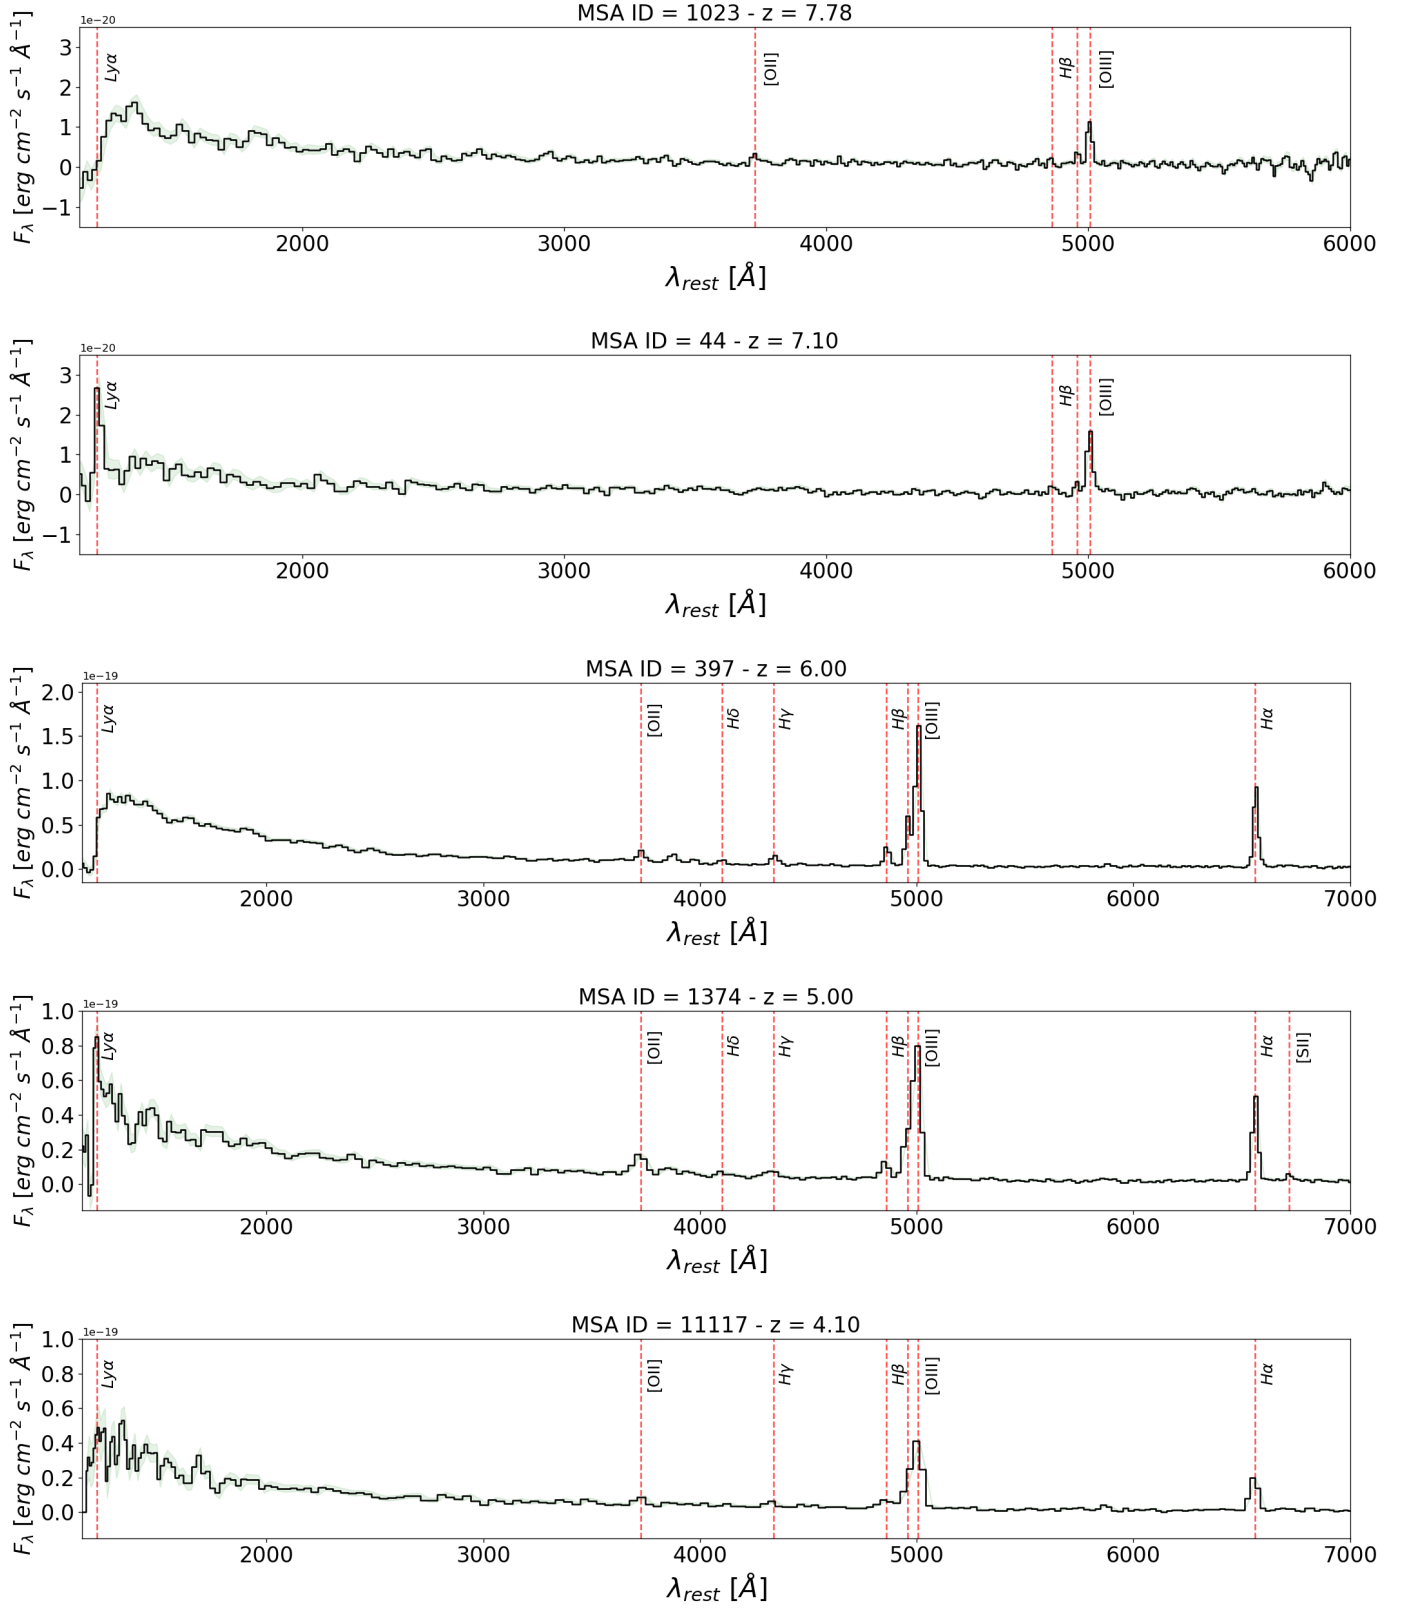 MSA ID = 1023 - z = 7.78
1e−20
F_λ [erg cm⁻² s⁻¹ Å⁻¹]
3
2
1
0
−1
Lyα
[OII]
Hβ
[OIII]
2000 3000 4000 5000 6000
λ_rest [Å]
MSA ID = 44 - z = 7.10
1e−20
F_λ [erg cm⁻² s⁻¹ Å⁻¹]
3
2
1
0
−1
Lyα
Hβ
[OIII]
2000 3000 4000 5000 6000
λ_rest [Å]
MSA ID = 397 - z = 6.00
1e−19
F_λ [erg cm⁻² s⁻¹ Å⁻¹]
2.0
1.5
1.0
0.5
0.0
Lyα
[OII]
Hδ
Hγ
Hβ
[OIII]
Hα
2000 3000 4000 5000 6000 7000
λ_rest [Å]
MSA ID = 1374 - z = 5.00
1e−19
F_λ [erg cm⁻² s⁻¹ Å⁻¹]
1.0
0.8
0.6
0.4
0.2
0.0
Lyα
[OII]
Hδ
Hγ
Hβ
[OIII]
Hα
[SII]
2000 3000 4000 5000 6000 7000
λ_rest [Å]
MSA ID = 11117 - z = 4.10
1e−19
F_λ [erg cm⁻² s⁻¹ Å⁻¹]
1.0
0.8
0.6
0.4
0.2
0.0
Lyα
[OII]
Hγ
Hβ
[OIII]
Hα
2000 3000 4000 5000 6000 7000
λ_rest [Å]